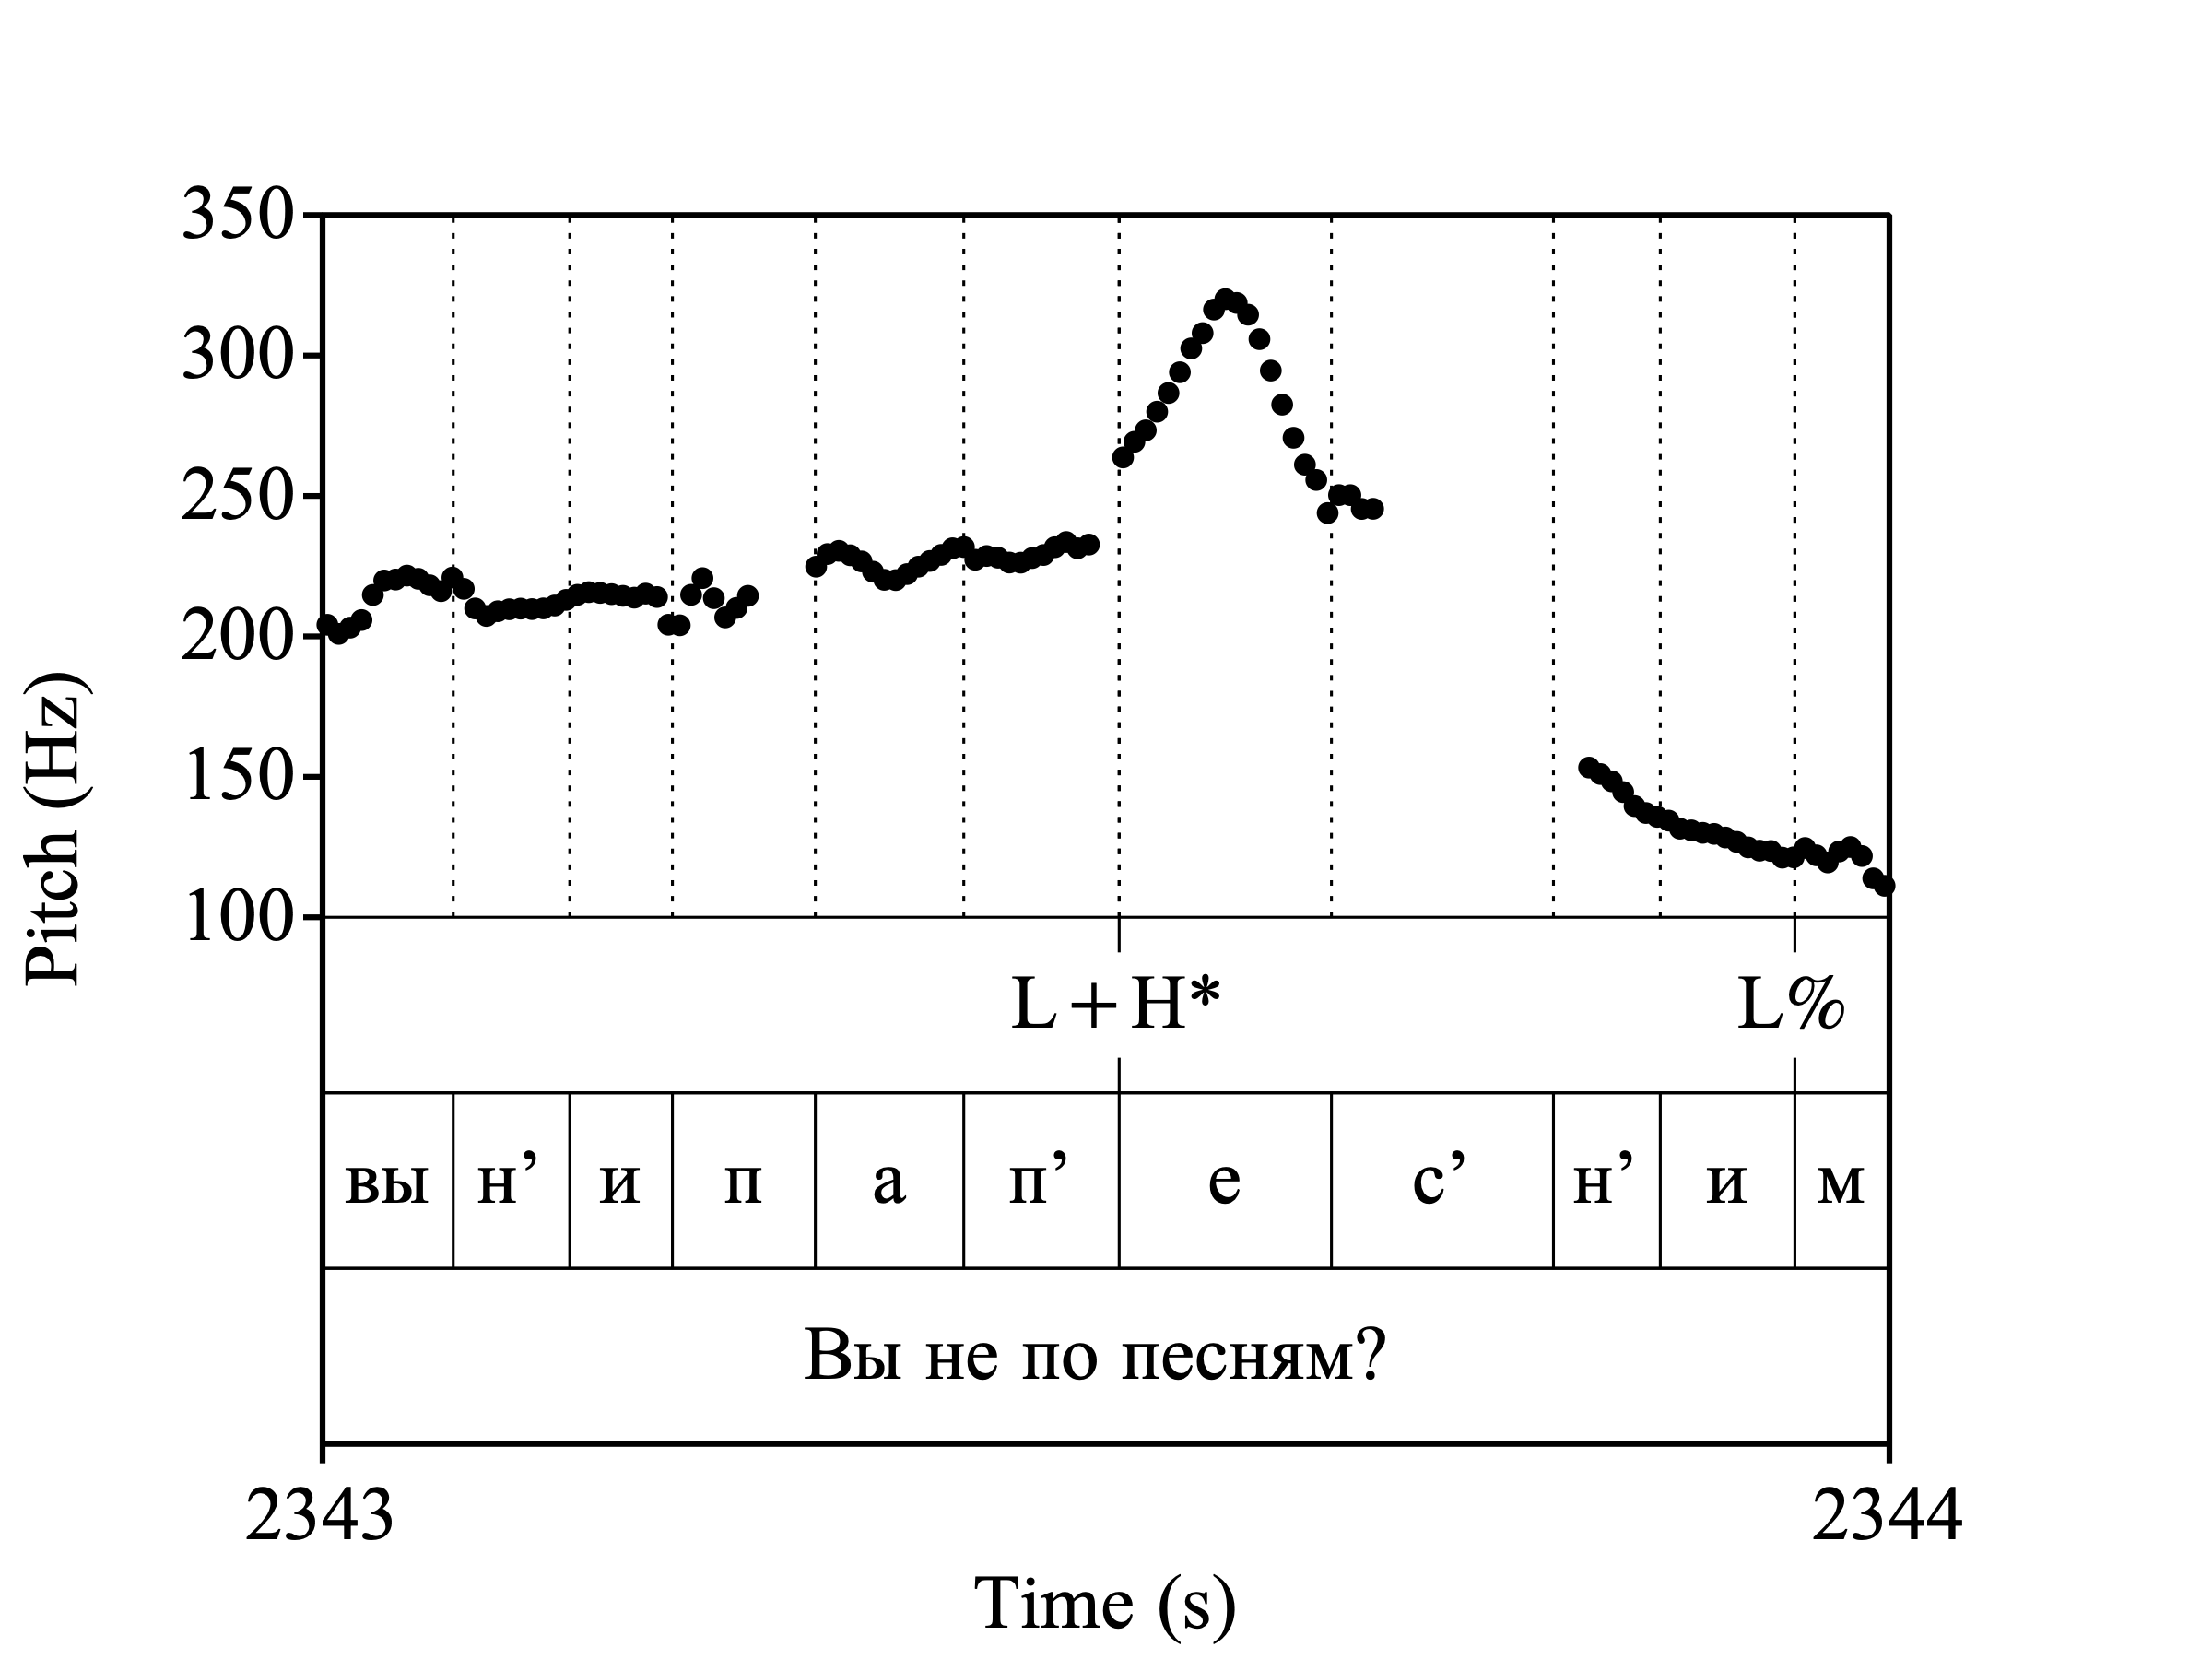 350
300
250
200
150
100
Pitch (Hz)
L+H* L%
вы н’ и п а п’ е с’ н’ и м
Вы не по песням?
2343 2344
Time (s)